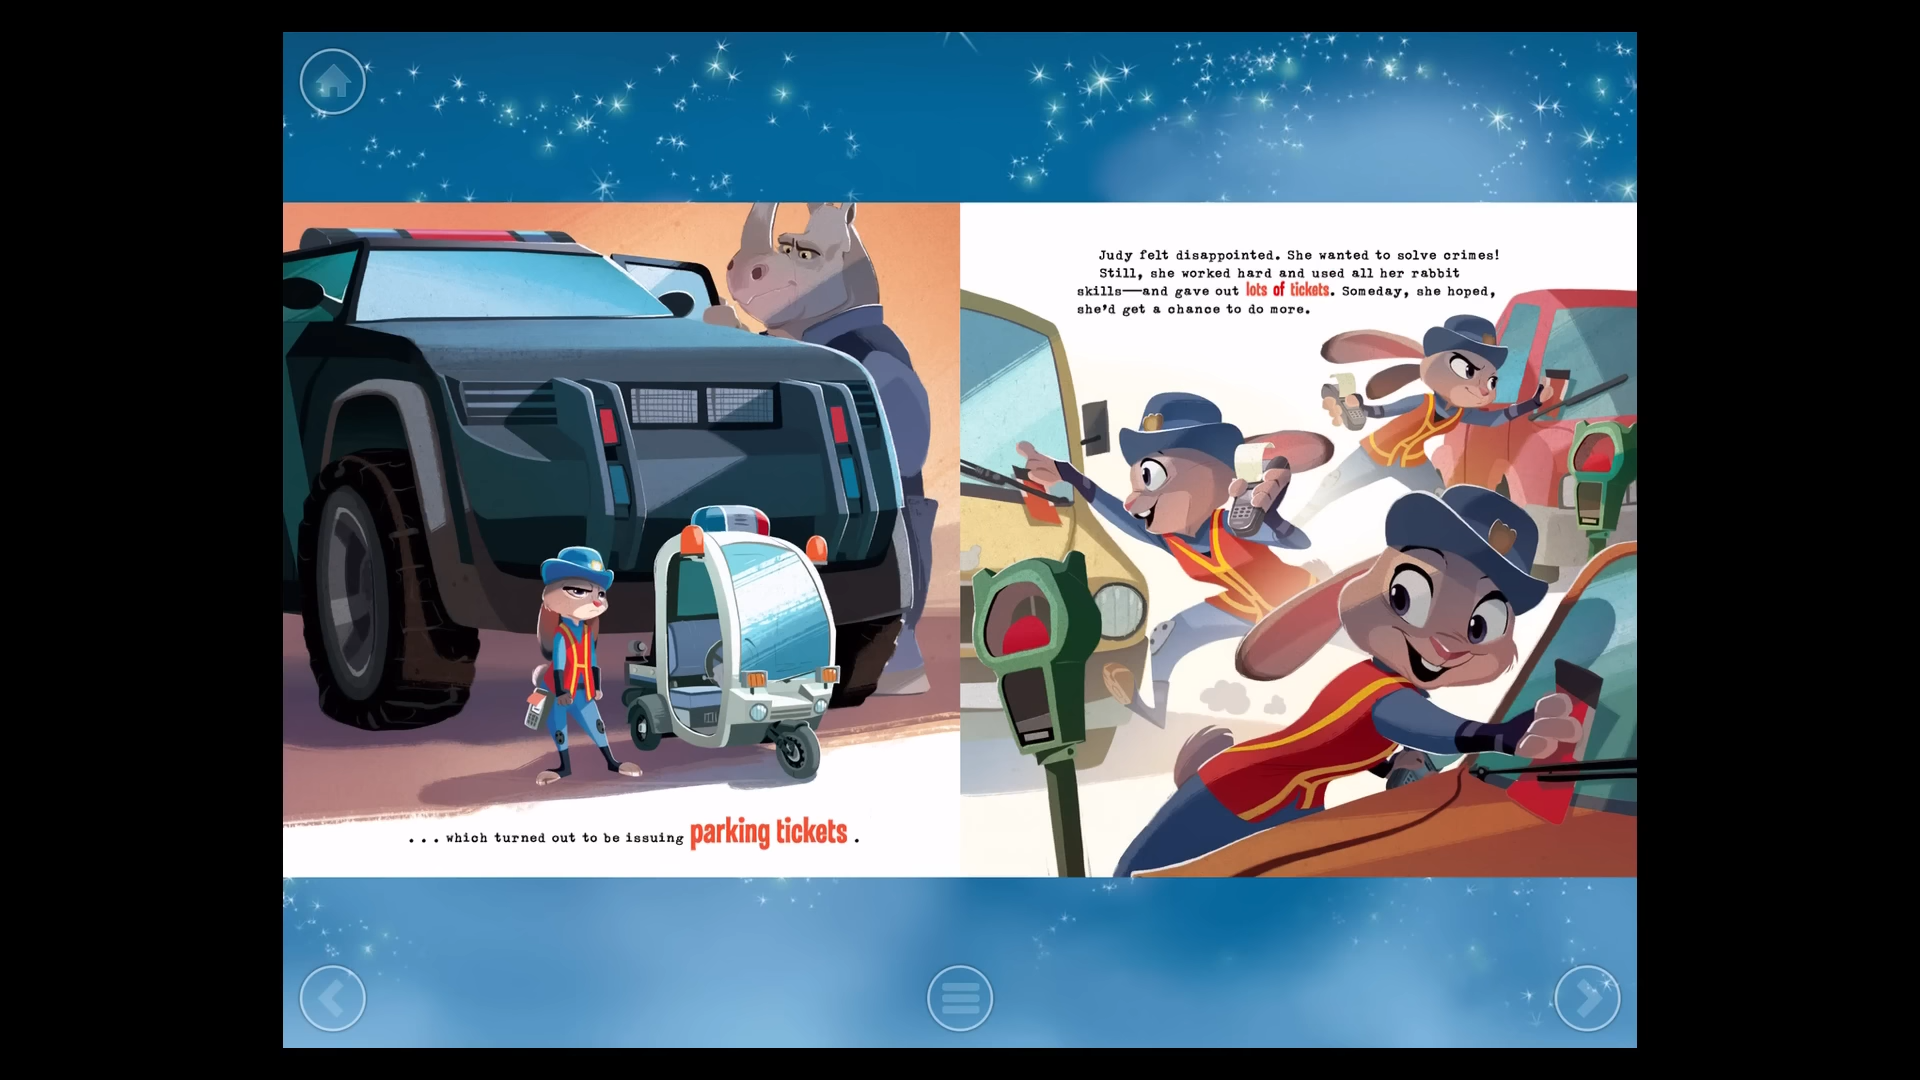 ... which turned out to be issuing parking tickets.
Judy felt disappointed. She wanted to solve crimes!
Still, she worked hard and used all her rabbit
skills—and gave out lots of tickets. Someday, she hoped,
she'd get a chance to do more.